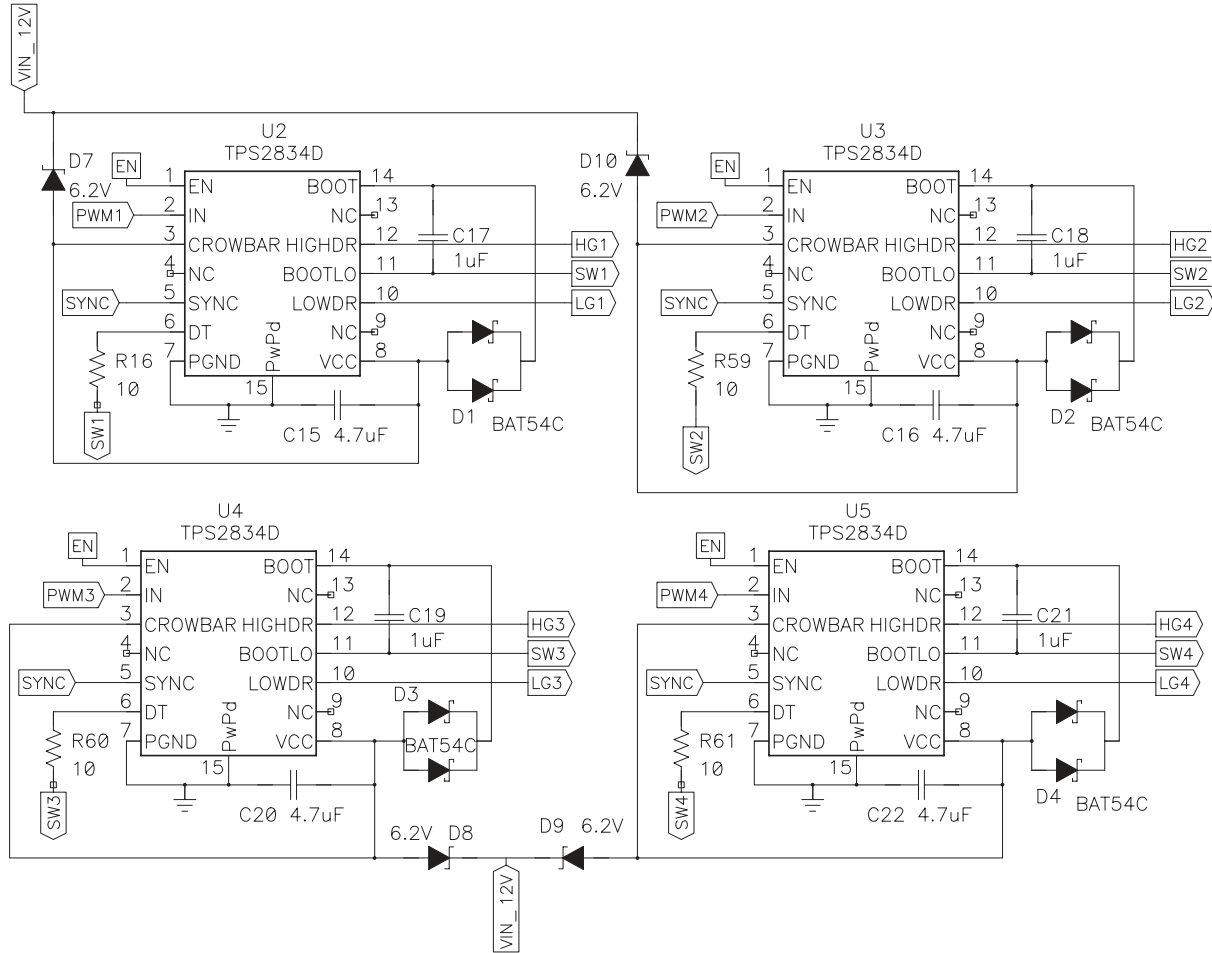 VIN_12V
U2
TPS2834D
D7
6.2V
EN
PWM1
SYNC
1
2
3
4
5
6
7
EN
IN
CROWBAR
NC
SYNC
DT
PGND
PwPd
15
BOOT
NC
HIGHDR
BOOTLO
LOWDR
NC
VCC
14
13
12
11
10
9
8
C17
1uF
HG1
SW1
LG1
R16
10
SW1
C15 4.7uF
D1
BAT54C
U3
TPS2834D
D10
6.2V
EN
PWM2
SYNC
1
2
3
4
5
6
7
EN
IN
CROWBAR
NC
SYNC
DT
PGND
PwPd
15
BOOT
NC
HIGHDR
BOOTLO
LOWDR
NC
VCC
14
13
12
11
10
9
8
C18
1uF
HG2
SW2
LG2
R59
10
SW2
C16 4.7uF
D2
BAT54C
U4
TPS2834D
EN
PWM3
SYNC
1
2
3
4
5
6
7
EN
IN
CROWBAR
NC
SYNC
DT
PGND
PwPd
15
BOOT
NC
HIGHDR
BOOTLO
LOWDR
NC
VCC
14
13
12
11
10
9
8
C19
1uF
HG3
SW3
LG3
R60
10
SW3
C20 4.7uF
D3
BAT54C
6.2V D8
U5
TPS2834D
EN
PWM4
SYNC
1
2
3
4
5
6
7
EN
IN
CROWBAR
NC
SYNC
DT
PGND
PwPd
15
BOOT
NC
HIGHDR
BOOTLO
LOWDR
NC
VCC
14
13
12
11
10
9
8
C21
1uF
HG4
SW4
LG4
R61
10
SW4
C22 4.7uF
D4
BAT54C
D9 6.2V
VIN_12V